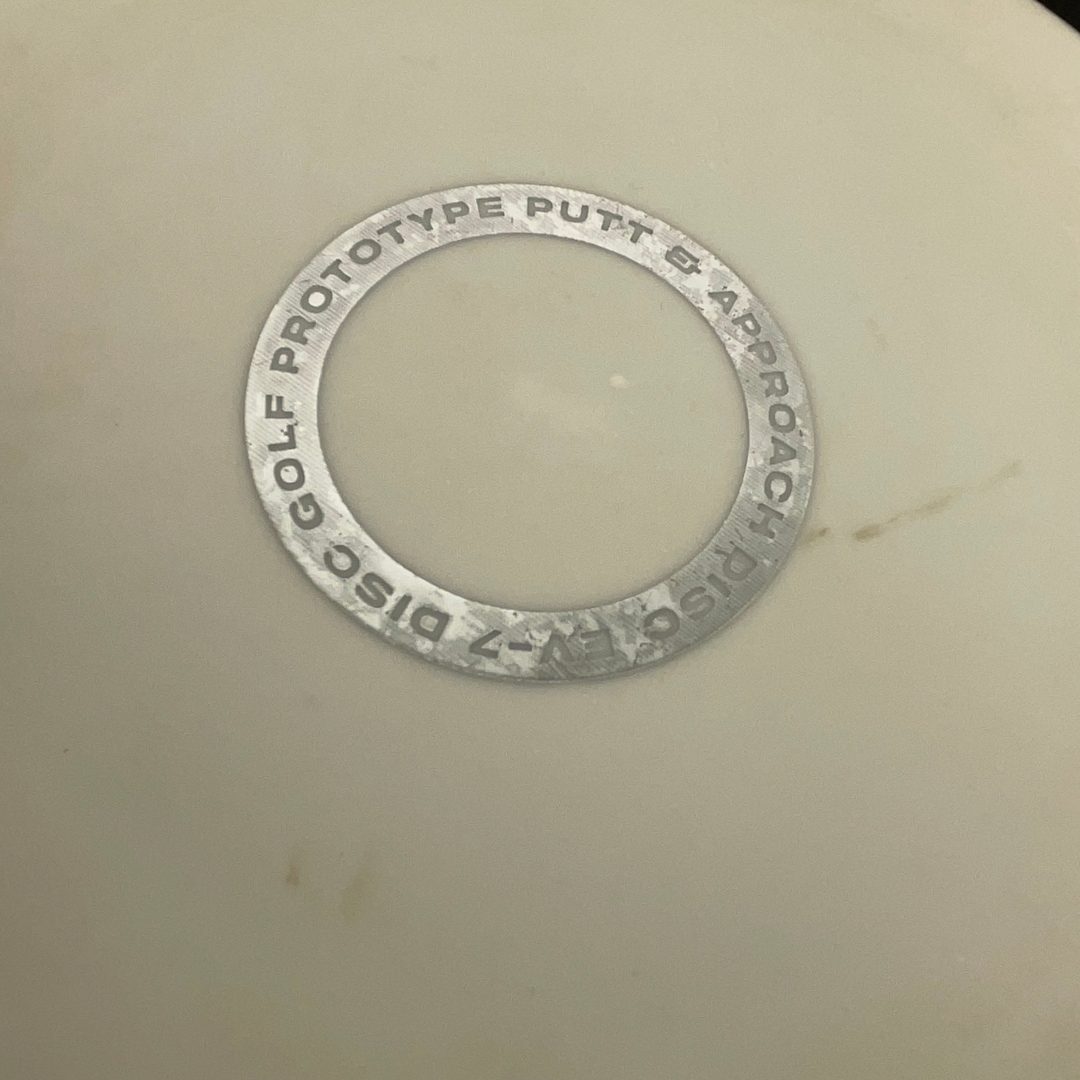 EV-7 DISC GOLF PROTOTYPE PUTT & APPROACH DISC